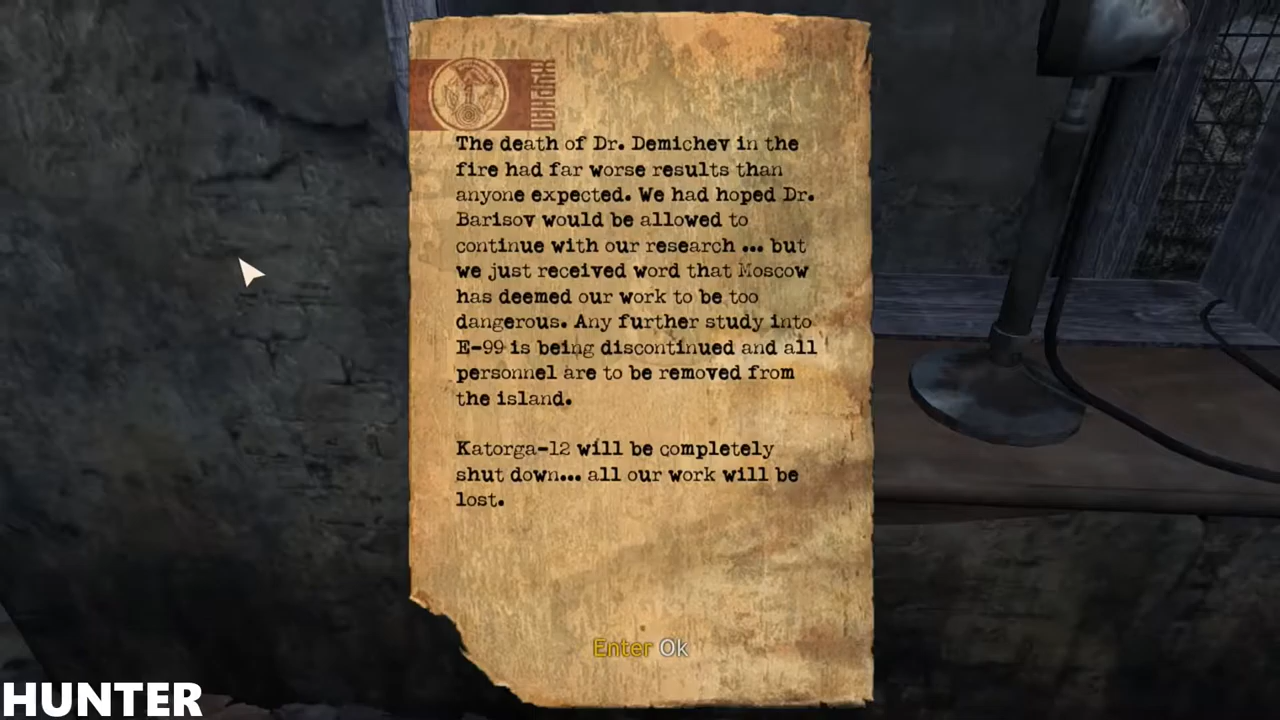 The death of Dr. Demichev in the
fire had far worse results than
anyone expected. We had hoped Dr.
Barisov would be allowed to
continue with our research ... but
we just received word that Moscow
has deemed our work to be too
dangerous. Any further study into
E-99 is being discontinued and all
personnel are to be removed from
the island.
Katorga-12 will be completely
shut down... all our work will be
lost.
Enter Ok
HUNTER